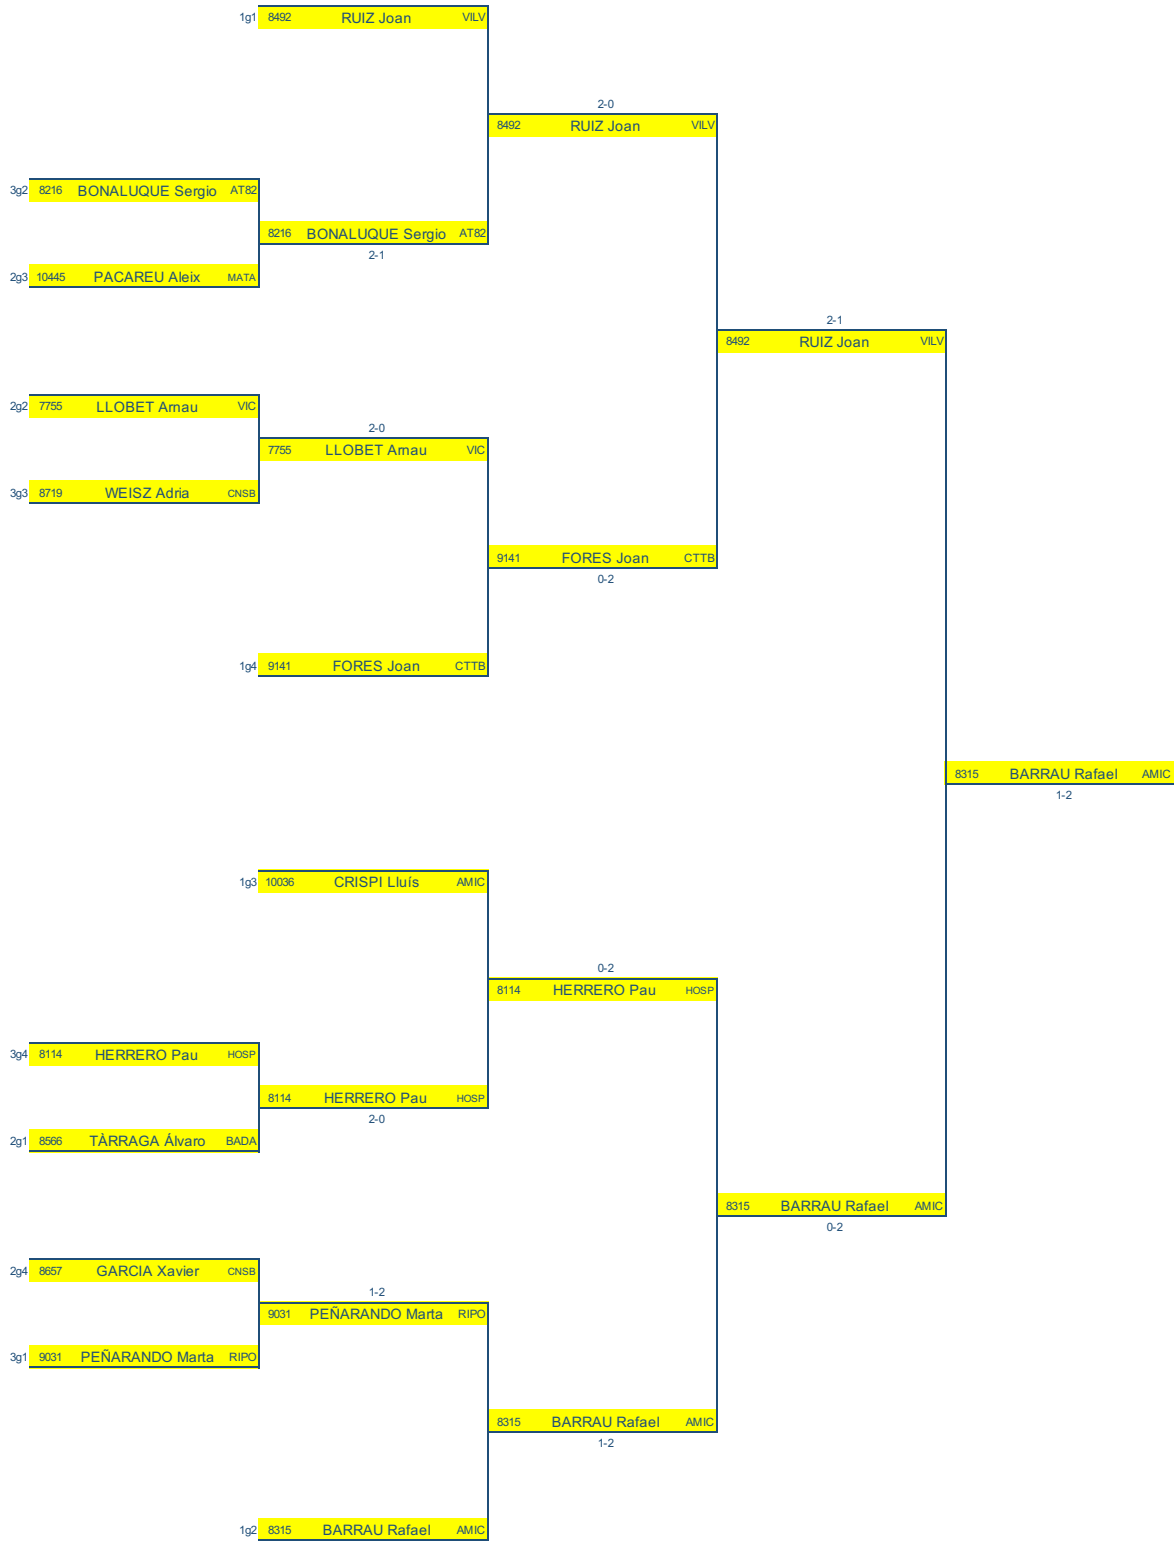 1g1 8492 RUIZ Joan VILV
2-0
8492 RUIZ Joan VILV
3g2 8216 BONALUQUE Sergio AT82
8216 BONALUQUE Sergio AT82
2-1
2g3 10445 PACAREU Aleix MATA
2-1
8492 RUIZ Joan VILV
2g2 7755 LLOBET Arnau VIC
2-0
7755 LLOBET Arnau VIC
3g3 8719 WEISZ Adria CNSB
9141 FORES Joan CTTB
0-2
1g4 9141 FORES Joan CTTB
8315 BARRAU Rafael AMIC
1-2
1g3 10036 CRISPI Lluís AMIC
0-2
8114 HERRERO Pau HOSP
3g4 8114 HERRERO Pau HOSP
8114 HERRERO Pau HOSP
2-0
2g1 8566 TÀRRAGA Álvaro BADA
8315 BARRAU Rafael AMIC
0-2
2g4 8657 GARCIA Xavier CNSB
1-2
9031 PEÑARANDO Marta RIPO
3g1 9031 PEÑARANDO Marta RIPO
8315 BARRAU Rafael AMIC
1-2
1g2 8315 BARRAU Rafael AMIC